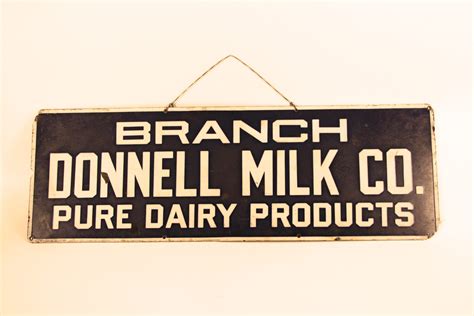 BRANCH
DONNELL MILK CO.
PURE DAIRY PRODUCTS